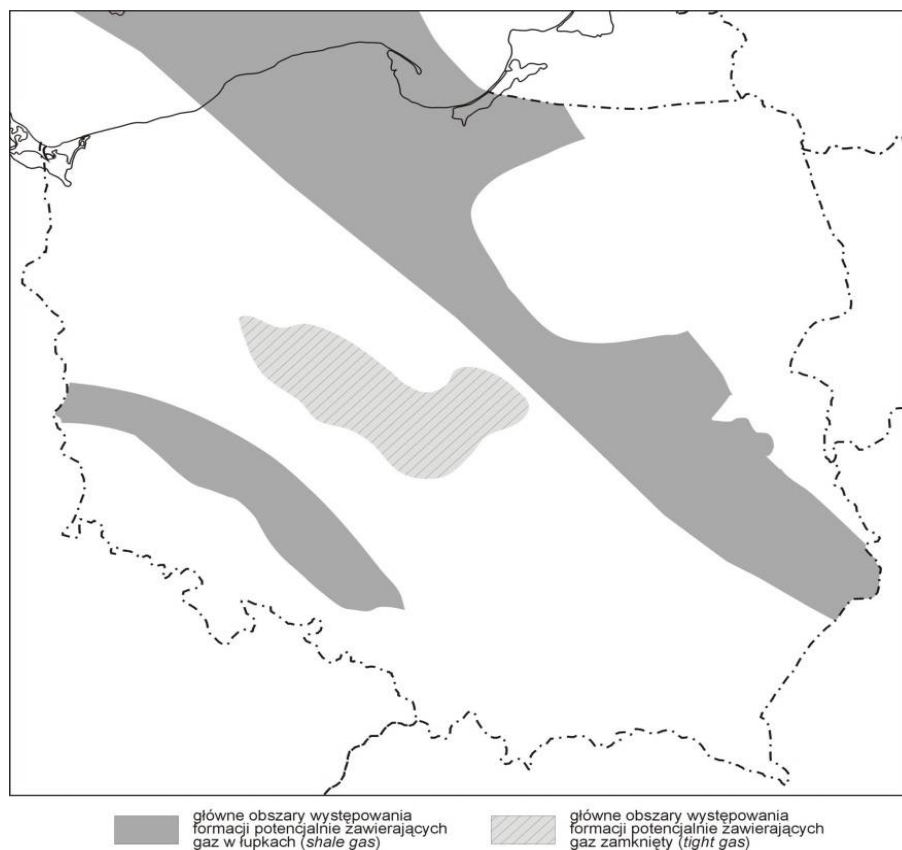 główne obszary występowania
formacji potencjalnie zawierających
gaz w łupkach (shale gas)
główne obszary występowania
formacji potencjalnie zawierających
gaz zamknięty (tight gas)